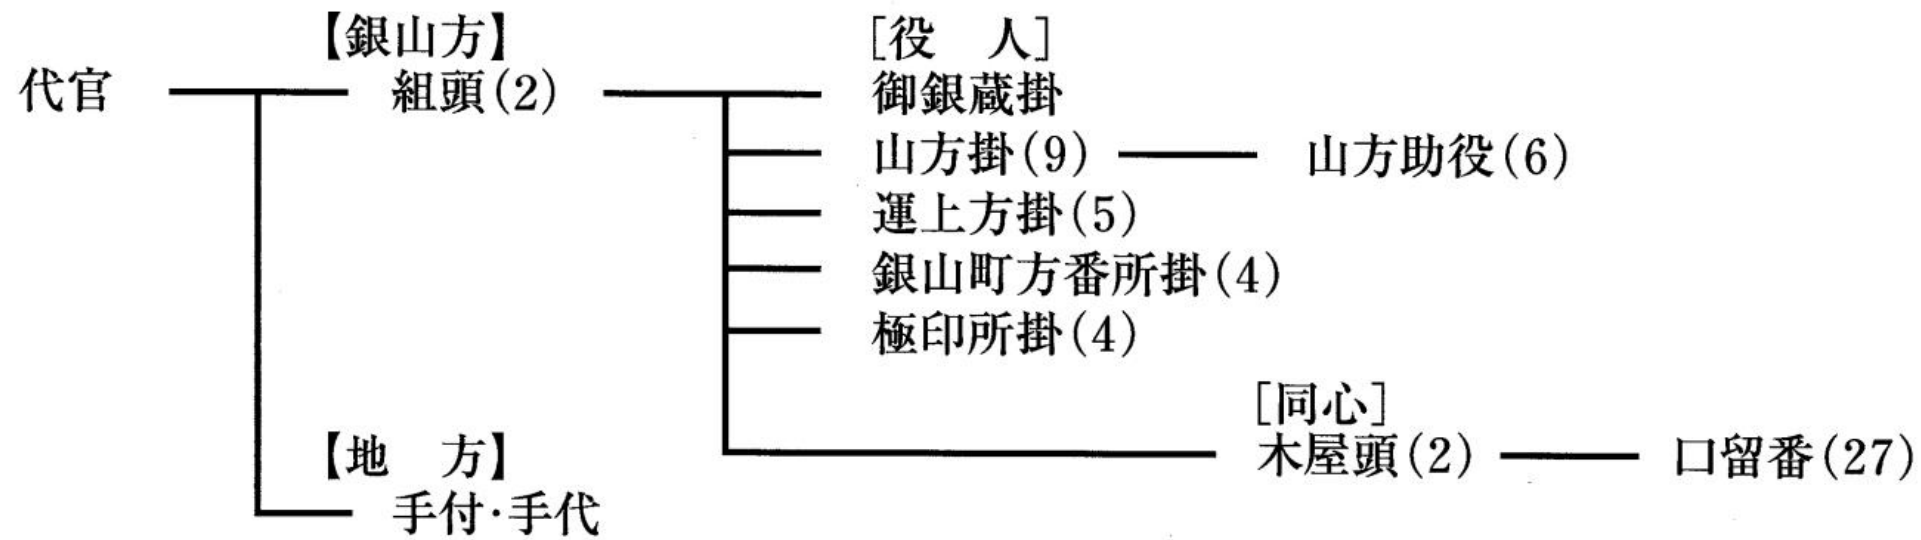 【銀山方】
[役　人]
代官
組頭(2)
御銀蔵掛
山方掛(9)
山方助役(6)
運上方掛(5)
銀山町方番所掛(4)
極印所掛(4)
[同心]
【地　方】
木屋頭(2)
口留番(27)
手付·手代